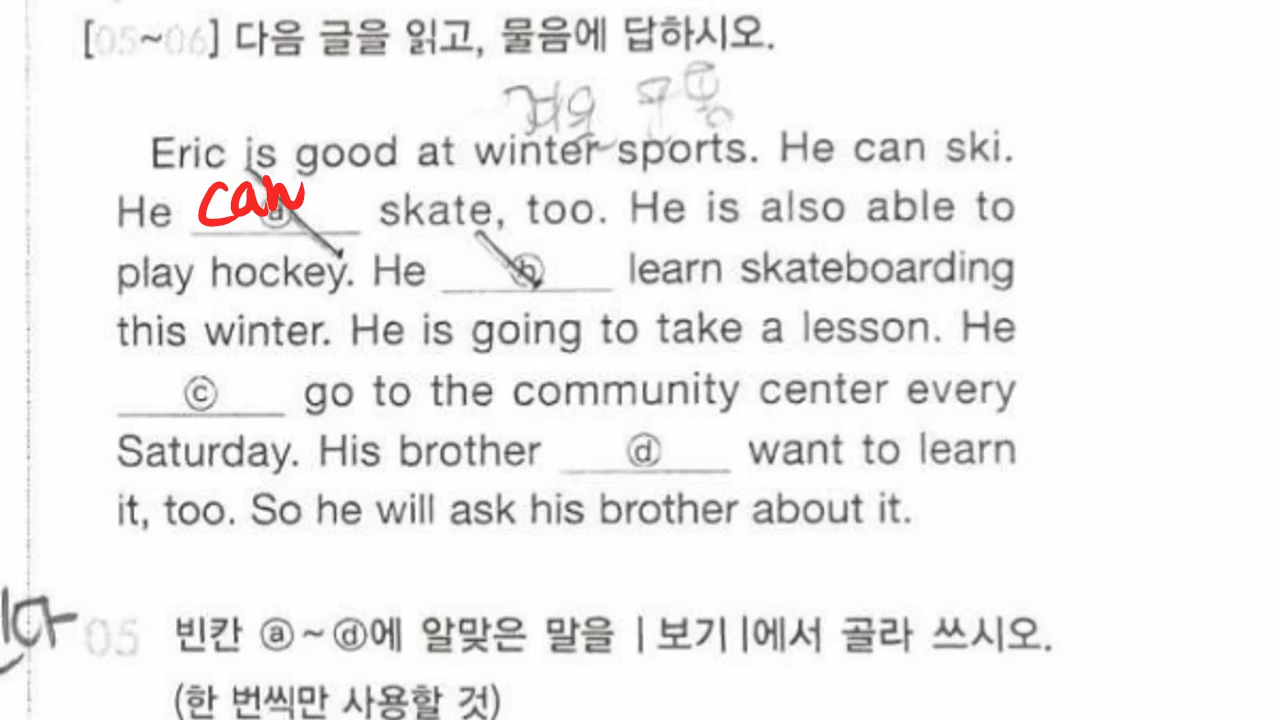 [05~06] 다음 글을 읽고, 물음에 답하시오.
겨울
Eric is good at winter sports. He can ski.
He can ⓐ skate, too. He is also able to
play hockey. He ⓑ learn skateboarding
this winter. He is going to take a lesson. He
ⓒ go to the community center every
Saturday. His brother ⓓ want to learn
it, too. So he will ask his brother about it.
05 빈칸 ⓐ~ⓓ에 알맞은 말을 |보기|에서 골라 쓰시오.
(한 번씩만 사용할 것)